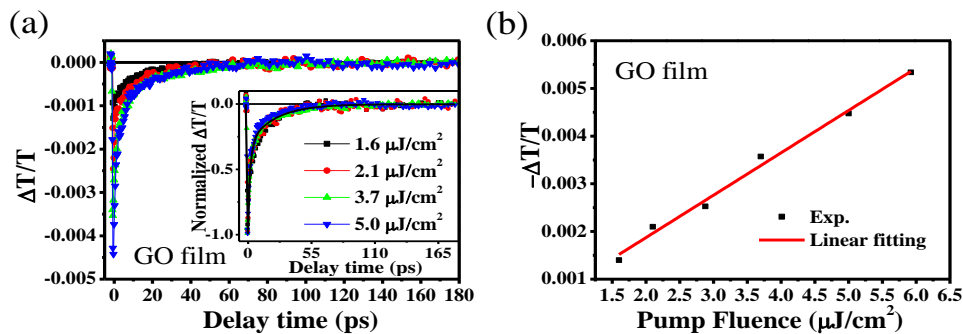 (a)
0.000
-0.001
-0.002
-0.003
-0.004
-0.005
ΔT/T
0 20 40 60 80 100 120 140 160 180
Delay time (ps)
GO film
0.0
-0.5
-1.0
Normalized ΔT/T
1.6 μJ/cm²
2.1 μJ/cm²
3.7 μJ/cm²
5.0 μJ/cm²
0 55 110 165
Delay time (ps)
(b)
0.006
0.005
0.003
0.002
0.001
−ΔT/T
GO film
Exp.
Linear fitting
1.5 2.0 2.5 3.0 3.5 4.0 4.5 5.0 5.5 6.0 6.5
Pump Fluence (μJ/cm²)